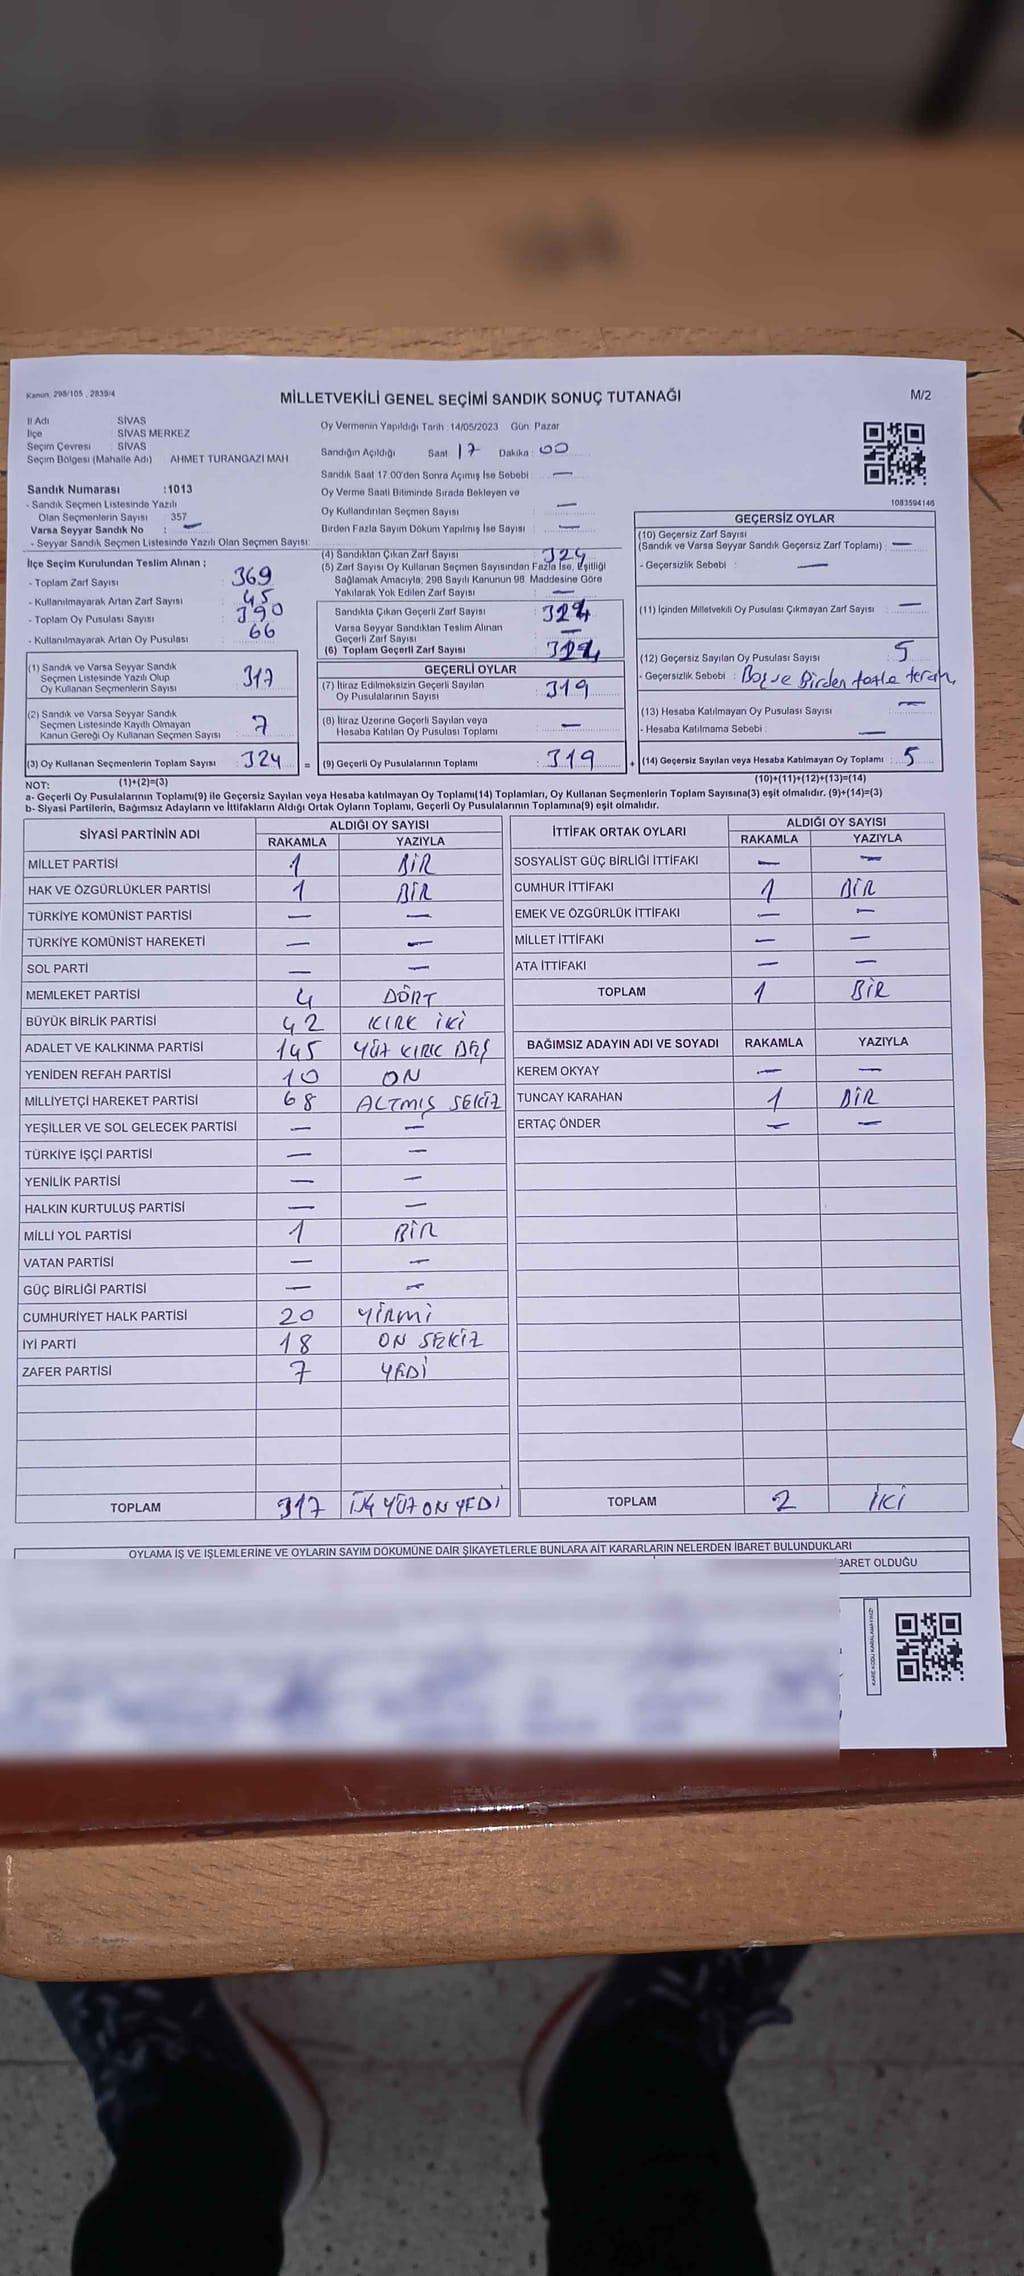 Kanun: 298/105 , 2839/4
MİLLETVEKİLİ GENEL SEÇİMİ SANDIK SONUÇ TUTANAĞI
M/2
İl Adı SİVAS
İlçe SİVAS MERKEZ
Seçim Çevresi SİVAS
Seçim Bölgesi (Mahalle Adı) AHMET TURANGAZİ MAH
Sandık Numarası :1013
- Sandık Seçmen Listesinde Yazılı
Olan Seçmenlerin Sayısı 357
Varsa Seyyar Sandık No : —
- Seyyar Sandık Seçmen Listesinde Yazılı Olan Seçmen Sayısı:
Oy Vermenin Yapıldığı Tarih :14/05/2023 Gün: Pazar
Sandığın Açıldığı Saat 17 Dakika : 00
Sandık Saat 17.00'den Sonra Açımış İse Sebebi : —
Oy Verme Saati Bitiminde Sırada Bekleyen ve
Oy Kullandırılan Seçmen Sayısı : —
Birden Fazla Sayım Döküm Yapılmış İse Sayısı : —
1083594146
İlçe Seçim Kurulundan Teslim Alınan ;
- Toplam Zarf Sayısı : 369
- Kullanılmayarak Artan Zarf Sayısı : 45
- Toplam Oy Pusulası Sayısı : 390
- Kullanılmayarak Artan Oy Pusulası : 66
(4) Sandıktan Çıkan Zarf Sayısı : 324
(5) Zarf Sayısı Oy Kullanan Seçmen Sayısından Fazla İse, Eşitliği
Sağlamak Amacıyla; 298 Sayılı Kanunun 98. Maddesine Göre
Yakılarak Yok Edilen Zarf Sayısı : —
Sandıkta Çıkan Geçerli Zarf Sayısı : 324
Varsa Seyyar Sandıktan Teslim Alınan
Geçerli Zarf Sayısı : —
(6) Toplam Geçerli Zarf Sayısı : 324
GEÇERSİZ OYLAR
(10) Geçersiz Zarf Sayısı
(Sandık ve Varsa Seyyar Sandık Geçersiz Zarf Toplamı) : —
- Geçersizlik Sebebi : —
(11) İçinden Milletvekili Oy Pusulası Çıkmayan Zarf Sayısı : —
(12) Geçersiz Sayılan Oy Pusulası Sayısı : 5
- Geçersizlik Sebebi : Boş ve Birden fazla tercih
(13) Hesaba Katılmayan Oy Pusulası Sayısı : —
- Hesaba Katılmama Sebebi : —
(14) Geçersiz Sayılan veya Hesaba Katılmayan Oy Toplamı : 5
(1) Sandık ve Varsa Seyyar Sandık
Seçmen Listesinde Yazılı Olup
Oy Kullanan Seçmenlerin Sayısı : 317
(2) Sandık ve Varsa Seyyar Sandık
Seçmen Listesinde Kayıtlı Olmayan
Kanun Gereği Oy Kullanan Seçmen Sayısı : 7
(3) Oy Kullanan Seçmenlerin Toplam Sayısı : 324
GEÇERLİ OYLAR
(7) İtiraz Edilmeksizin Geçerli Sayılan
Oy Pusulalarının Sayısı : 319
(8) İtiraz Üzerine Geçerli Sayılan veya
Hesaba Katılan Oy Pusulası Toplamı : —
= (9) Geçerli Oy Pusulalarının Toplamı : 319 +
NOT: (1)+(2)=(3) (10)+(11)+(12)+(13)=(14)
a- Geçerli Oy Pusulalarının Toplamı(9) ile Geçersiz Sayılan veya Hesaba katılmayan Oy Toplamı(14) Toplamları, Oy Kullanan Seçmenlerin Toplam Sayısına(3) eşit olmalıdır. (9)+(14)=(3)
b- Siyasi Partilerin, Bağımsız Adayların ve İttifakların Aldığı Ortak Oyların Toplamı, Geçerli Oy Pusulalarının Toplamına(9) eşit olmalıdır.
SİYASİ PARTİNİN ADI ALDIĞI OY SAYISI
RAKAMLA YAZIYLA
MİLLET PARTİSİ 1 BİR
HAK VE ÖZGÜRLÜKLER PARTİSİ 1 BİR
TÜRKİYE KOMÜNİST PARTİSİ — —
TÜRKİYE KOMÜNİST HAREKETİ — —
SOL PARTİ — —
MEMLEKET PARTİSİ 4 DÖRT
BÜYÜK BİRLİK PARTİSİ 42 KIRK İKİ
ADALET VE KALKINMA PARTİSİ 145 YÜZ KIRK BEŞ
YENİDEN REFAH PARTİSİ 10 ON
MİLLİYETÇİ HAREKET PARTİSİ 68 ALTMIŞ SEKİZ
YEŞİLLER VE SOL GELECEK PARTİSİ — —
TÜRKİYE İŞÇİ PARTİSİ — —
YENİLİK PARTİSİ — —
HALKIN KURTULUŞ PARTİSİ — —
MİLLİ YOL PARTİSİ 1 BİR
VATAN PARTİSİ — —
GÜÇ BİRLİĞİ PARTİSİ — —
CUMHURİYET HALK PARTİSİ 20 YİRMİ
İYİ PARTİ 18 ON SEKİZ
ZAFER PARTİSİ 7 YEDİ
TOPLAM 317 ÜÇ YÜZ ON YEDİ
İTTİFAK ORTAK OYLARI ALDIĞI OY SAYISI
RAKAMLA YAZIYLA
SOSYALİST GÜÇ BİRLİĞİ İTTİFAKI — —
CUMHUR İTTİFAKI 1 BİR
EMEK VE ÖZGÜRLÜK İTTİFAKI — —
MİLLET İTTİFAKI — —
ATA İTTİFAKI — —
TOPLAM 1 BİR
BAĞIMSIZ ADAYIN ADI VE SOYADI RAKAMLA YAZIYLA
KEREM OKYAY — —
TUNCAY KARAHAN 1 BİR
ERTAÇ ÖNDER — —
TOPLAM 2 İKİ
OYLAMA İŞ VE İŞLEMLERİNE VE OYLARIN SAYIM DÖKÜMÜNE DAİR ŞİKAYETLERLE BUNLARA AİT KARARLARIN NELERDEN İBARET BULUNDUKLARI
BARET OLDUĞU
KARE KODU KARALAMAYINIZ!